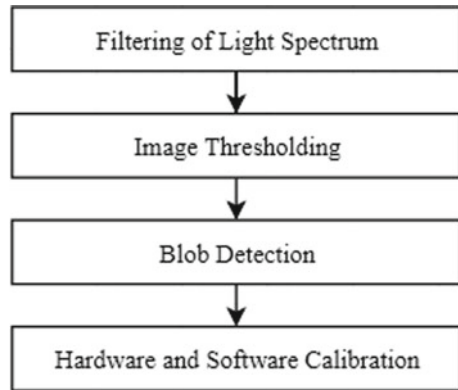 Filtering of Light Spectrum
Image Thresholding
Blob Detection
Hardware and Software Calibration